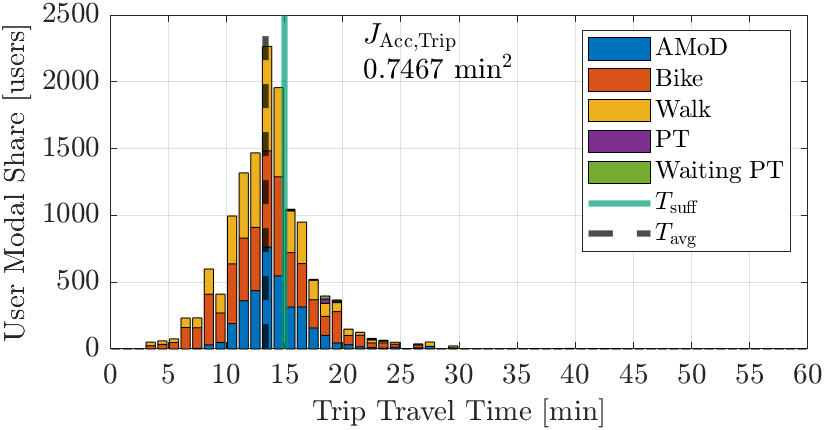 2500
2000
1500
1000
500
0
User Modal Share [users]
0 5 10 15 20 25 30 35 40 45 50 55 60
Trip Travel Time [min]
J_Acc,Trip
0.7467 min²
AMoD
Bike
Walk
PT
Waiting PT
T_suff
T_avg